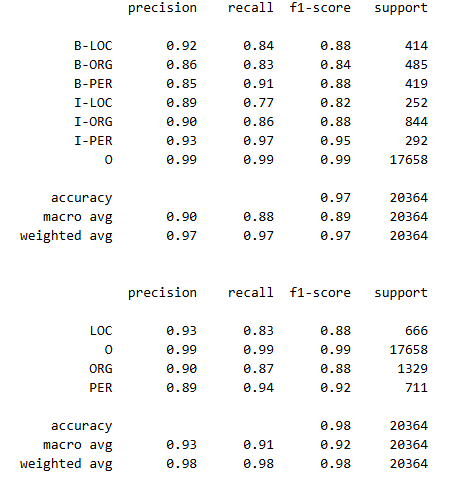 precision recall f1-score support
B-LOC 0.92 0.84 0.88 414
B-ORG 0.86 0.83 0.84 485
B-PER 0.85 0.91 0.88 419
I-LOC 0.89 0.77 0.82 252
I-ORG 0.90 0.86 0.88 844
I-PER 0.93 0.97 0.95 292
O 0.99 0.99 0.99 17658
accuracy 0.97 20364
macro avg 0.90 0.88 0.89 20364
weighted avg 0.97 0.97 0.97 20364
precision recall f1-score support
LOC 0.93 0.83 0.88 666
O 0.99 0.99 0.99 17658
ORG 0.90 0.87 0.88 1329
PER 0.89 0.94 0.92 711
accuracy 0.98 20364
macro avg 0.93 0.91 0.92 20364
weighted avg 0.98 0.98 0.98 20364